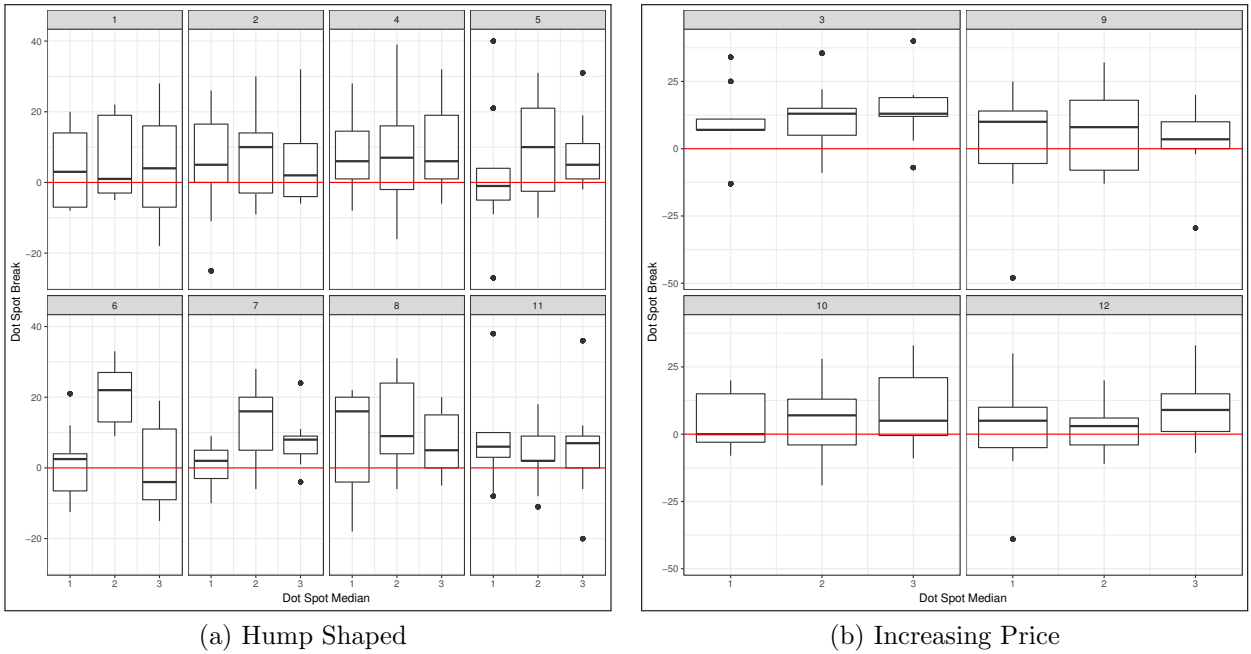 1 2 4 5
40
20
0
−20
6 7 8 11
40
20
0
−20
1 2 3 1 2 3 1 2 3 1 2 3
Dot Spot Break
Dot Spot Median
(a) Hump Shaped
3 9
25
0
−25
−50
10 12
25
0
−25
−50
1 2 3 1 2 3
Dot Spot Break
Dot Spot Median
(b) Increasing Price